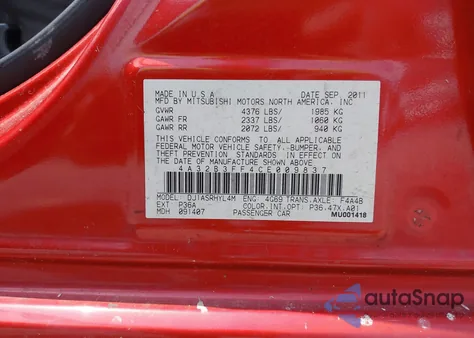 MADE IN U.S.A DATE SEP. 2011
MFD BY MITSUBISHI MOTORS NORTH AMERICA, INC
GVWR 4376 LBS/ 1985 KG
GAWR FR 2337 LBS/ 1060 KG
GAWR RR 2072 LBS/ 940 KG
THIS VEHICLE CONFORMS TO ALL APPLICABLE
FEDERAL MOTOR VEHICLE SAFETY, BUMPER, AND
THEFT PREVENTION STANDARDS IN EFFECT ON THE
DATE OF MANUFACTURE SHOWN ABOVE
4A32B3FF4CE009837
MODEL DJIASRHYL4M ENG 4G69 TRANS.AXLE F4A4B
EXT P36A COLOR.INT.OPT. P36.47X.A01
MDH 091407 PASSENGER CAR MU001418
autoSnap
POWERED BY